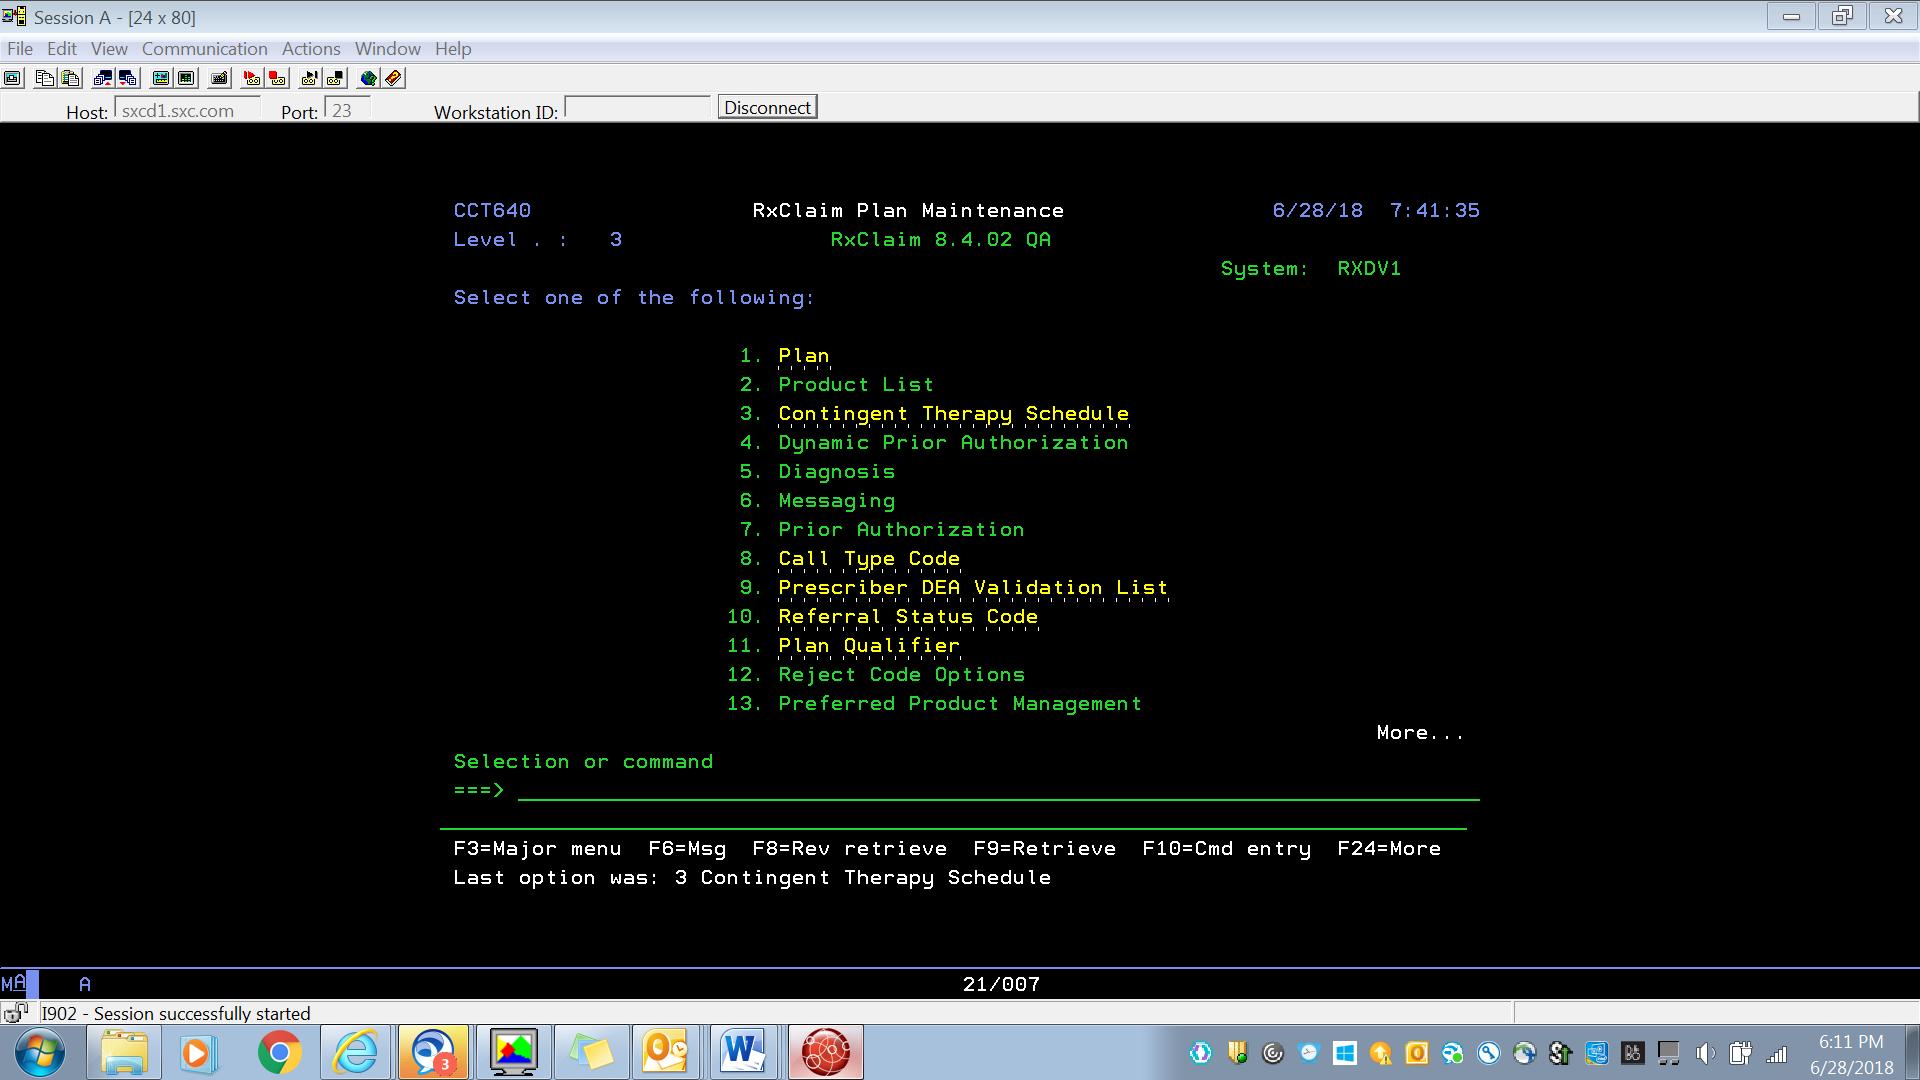 Session A - [24 x 80]
File Edit View Communication Actions Window Help
Host: sxcd1.sxc.com Port: 23 Workstation ID: Disconnect
CCT640 RxClaim Plan Maintenance 6/28/18 7:41:35
Level . : 3 RxClaim 8.4.02 QA
System: RXDV1
Select one of the following:
1. Plan
2. Product List
3. Contingent Therapy Schedule
4. Dynamic Prior Authorization
5. Diagnosis
6. Messaging
7. Prior Authorization
8. Call Type Code
9. Prescriber DEA Validation List
10. Referral Status Code
11. Plan Qualifier
12. Reject Code Options
13. Preferred Product Management
More...
Selection or command
===>
F3=Major menu F6=Msg F8=Rev retrieve F9=Retrieve F10=Cmd entry F24=More
Last option was: 3 Contingent Therapy Schedule
MA A 21/007
I902 - Session successfully started
3
6:11 PM
6/28/2018